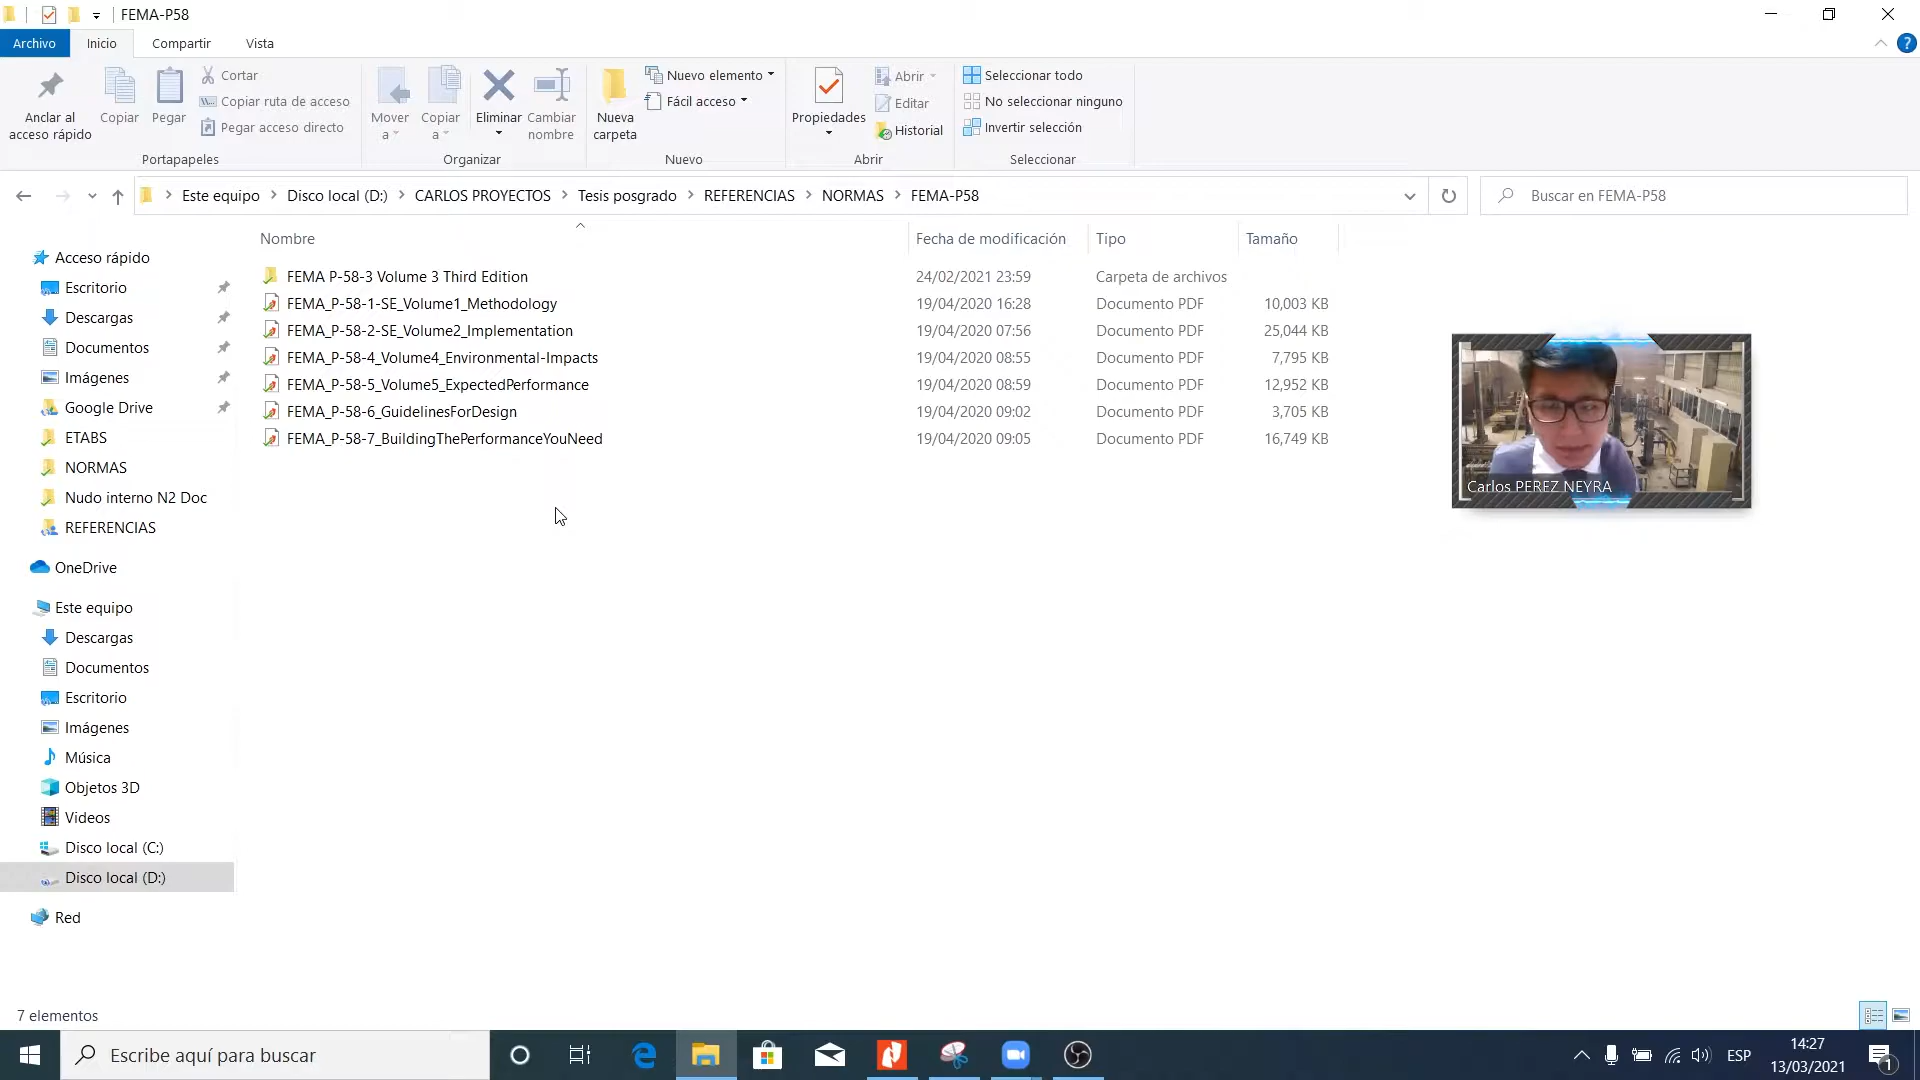 FEMA-P58
Archivo
Inicio
Compartir
Vista
Anclar al
acceso rápido
Copiar
Pegar
Cortar
Copiar ruta de acceso
Pegar acceso directo
Portapapeles
Mover
a
Copiar
a
Eliminar
Cambiar
nombre
Organizar
Nueva
carpeta
Nuevo elemento
Fácil acceso
Nuevo
Propiedades
Abrir
Editar
Historial
Abrir
Seleccionar todo
No seleccionar ninguno
Invertir selección
Seleccionar
Este equipo > Disco local (D:) > CARLOS PROYECTOS > Tesis posgrado > REFERENCIAS > NORMAS > FEMA-P58
Buscar en FEMA-P58
Nombre Fecha de modificación Tipo Tamaño
FEMA P-58-3 Volume 3 Third Edition 24/02/2021 23:59 Carpeta de archivos
FEMA_P-58-1-SE_Volume1_Methodology 19/04/2020 16:28 Documento PDF 10,003 KB
FEMA_P-58-2-SE_Volume2_Implementation 19/04/2020 07:56 Documento PDF 25,044 KB
FEMA_P-58-4_Volume4_Environmental-Impacts 19/04/2020 08:55 Documento PDF 7,795 KB
FEMA_P-58-5_Volume5_ExpectedPerformance 19/04/2020 08:59 Documento PDF 12,952 KB
FEMA_P-58-6_GuidelinesForDesign 19/04/2020 09:02 Documento PDF 3,705 KB
FEMA_P-58-7_BuildingThePerformanceYouNeed 19/04/2020 09:05 Documento PDF 16,749 KB
Acceso rápido
Escritorio
Descargas
Documentos
Imágenes
Google Drive
ETABS
NORMAS
Nudo interno N2 Doc
REFERENCIAS
OneDrive
Este equipo
Descargas
Documentos
Escritorio
Imágenes
Música
Objetos 3D
Videos
Disco local (C:)
Disco local (D:)
Red
Carlos PEREZ NEYRA
7 elementos
Escribe aquí para buscar
ESP
14:27
13/03/2021
1